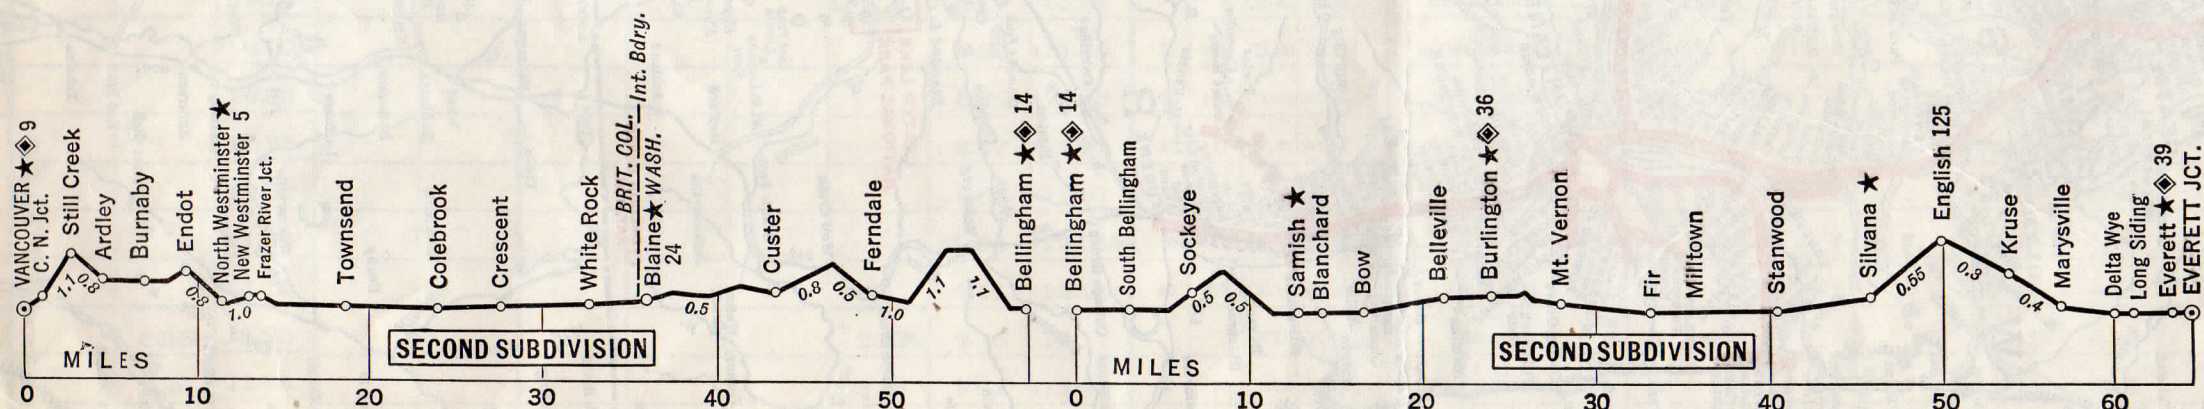 VANCOUVER ★ ◈ 9
C. N. Jct.
1.1
Still Creek
0.8
Ardley
Burnaby
Endot
0.8
North Westminster ★
New Westminster 5
1.0
Frazer River Jct.
Townsend
Colebrook
Crescent
White Rock
BRIT. COL.
Int. Bdry.
WASH.
Blaine ★
24
0.5
Custer
0.8
0.5
Ferndale
1.0
1.1
1.1
Bellingham ★ ◈ 14
Bellingham ★ ◈ 14
South Bellingham
Sockeye
0.5
0.5
Samish ★
Blanchard
Bow
Belleville
Burlington ★ ◈ 36
Mt. Vernon
Fir
Milltown
Stanwood
Silvana ★
0.55
English 125
0.3
Kruse
0.4
Marysville
Delta Wye
Long Siding
Everett ★ ◈ 39
EVERETT JCT.
MILES
SECOND SUBDIVISION
MILES
SECOND SUBDIVISION
0 10 20 30 40 50 0 10 20 30 40 50 60